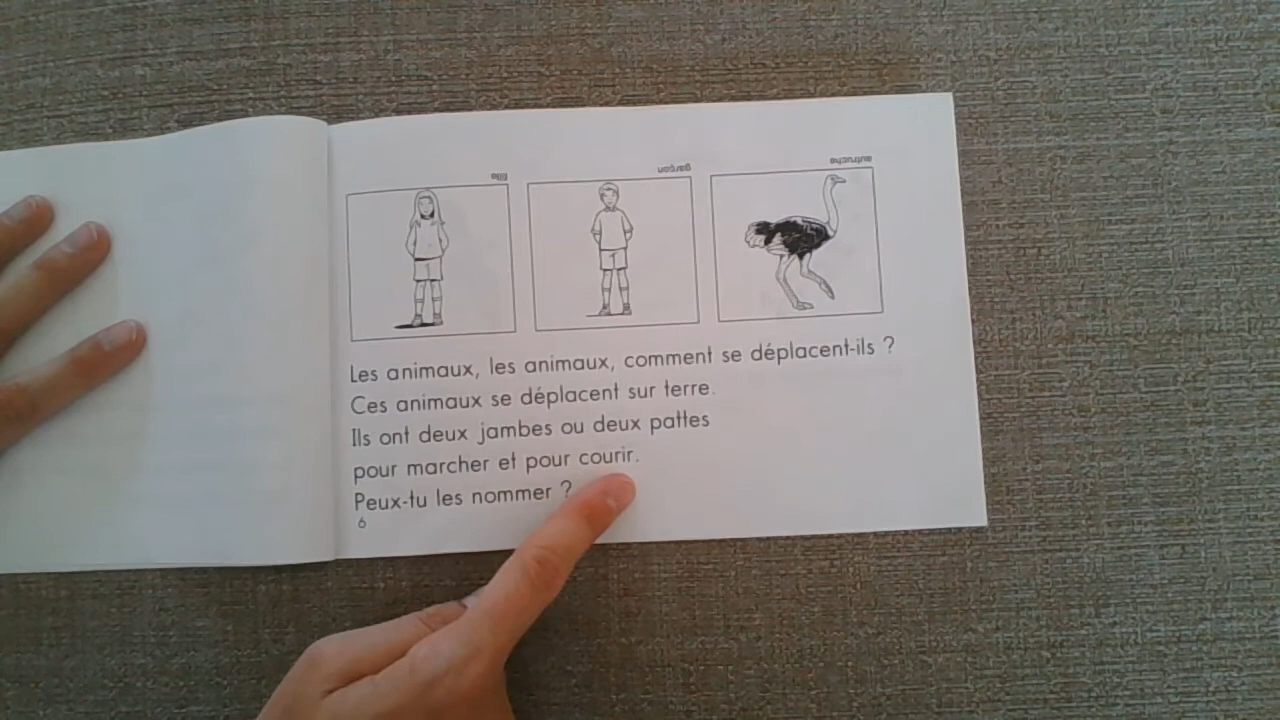 fille
garçon
autruche
Les animaux, les animaux, comment se déplacent-ils ?
Ces animaux se déplacent sur terre.
Ils ont deux jambes ou deux pattes
pour marcher et pour courir.
Peux-tu les nommer ?
6